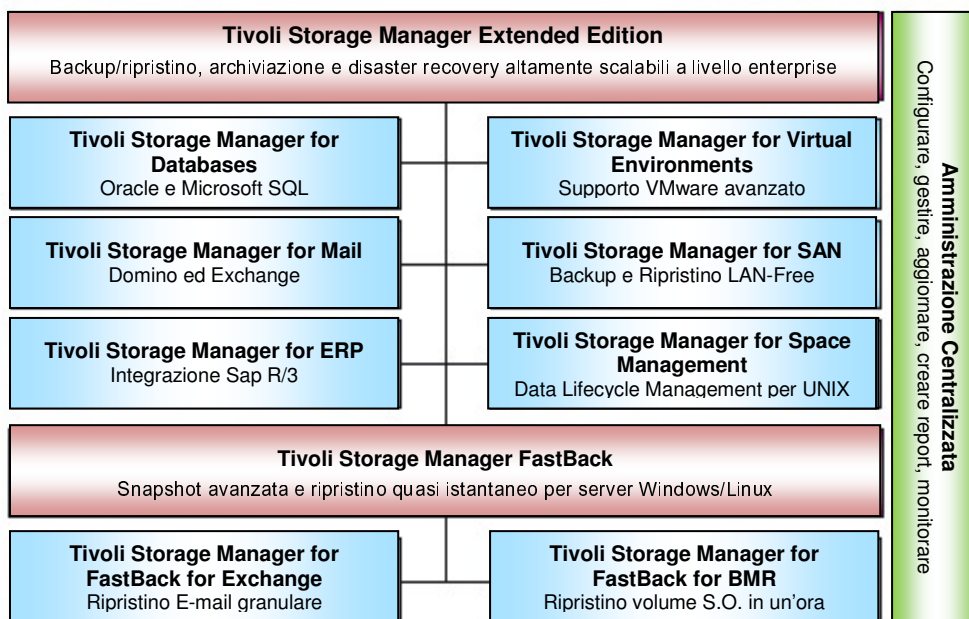 Tivoli Storage Manager Extended Edition
Backup/ripristino, archiviazione e disaster recovery altamente scalabili a livello enterprise
Tivoli Storage Manager for
Databases
Oracle e Microsoft SQL
Tivoli Storage Manager for Virtual
Environments
Supporto VMware avanzato
Tivoli Storage Manager for Mail
Domino ed Exchange
Tivoli Storage Manager for SAN
Backup e Ripristino LAN-Free
Tivoli Storage Manager for ERP
Integrazione Sap R/3
Tivoli Storage Manager for Space
Management
Data Lifecycle Management per UNIX
Tivoli Storage Manager FastBack
Snapshot avanzata e ripristino quasi istantaneo per server Windows/Linux
Tivoli Storage Manager for
FastBack for Exchange
Ripristino E-mail granulare
Tivoli Storage Manager for
FastBack for BMR
Ripristino volume S.O. in un'ora
Amministrazione Centralizzata
Configurare, gestire, aggiornare, creare report, monitorare